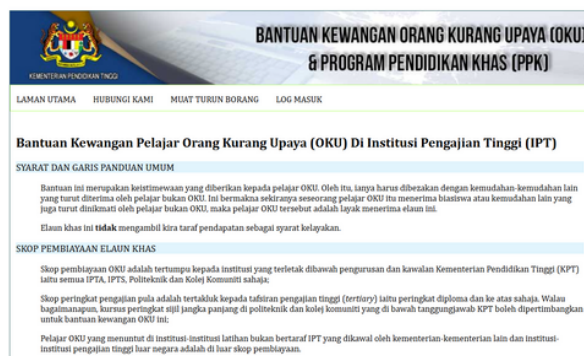 BANTUAN KEWANGAN ORANG KURANG UPAYA (OKU)
& PROGRAM PENDIDIKAN KHAS (PPK)
KEMENTERIAN PENDIDIKAN TINGGI
LAMAN UTAMA HUBUNGI KAMI MUAT TURUN BORANG LOG MASUK
Bantuan Kewangan Pelajar Orang Kurang Upaya (OKU) Di Institusi Pengajian Tinggi (IPT)
SYARAT DAN GARIS PANDUAN UMUM
Bantuan ini merupakan keistimewaan yang diberikan kepada pelajar OKU. Oleh itu, ianya harus dibezakan dengan kemudahan-kemudahan lain
yang turut diterima oleh pelajar bukan OKU. Ini bermakna sekiranya seseorang pelajar OKU itu menerima biasiswa atau kemudahan lain yang
juga turut dinikmati oleh pelajar bukan OKU, maka pelajar OKU tersebut adalah layak menerima elaun ini.
Elaun khas ini tidak mengambil kira taraf pendapatan sebagai syarat kelayakan.
SKOP PEMBIAYAAN ELAUN KHAS
Skop pembiayaan OKU adalah tertumpu kepada institusi yang terletak dibawah pengurusan dan kawalan Kementerian Pendidikan Tinggi (KPT)
iaitu semua IPTA, IPTS, Politeknik dan Kolej Komuniti sahaja;
Skop peringkat pengajian pula adalah tertakluk kepada tafsiran pengajian tinggi (tertiary) iaitu peringkat diploma dan ke atas sahaja. Walau
bagaimanapun, kursus peringkat sijil jangka panjang di politeknik dan kolej komuniti yang di bawah tanggungjawab KPT boleh dipertimbangkan
untuk bantuan kewangan OKU ini;
Pelajar OKU yang menuntut di institusi-institusi latihan bukan bertaraf IPT yang dikawal oleh kementerian-kementerian lain dan institusi-
institusi pengajian tinggi luar negara adalah di luar skop pembiayaan.